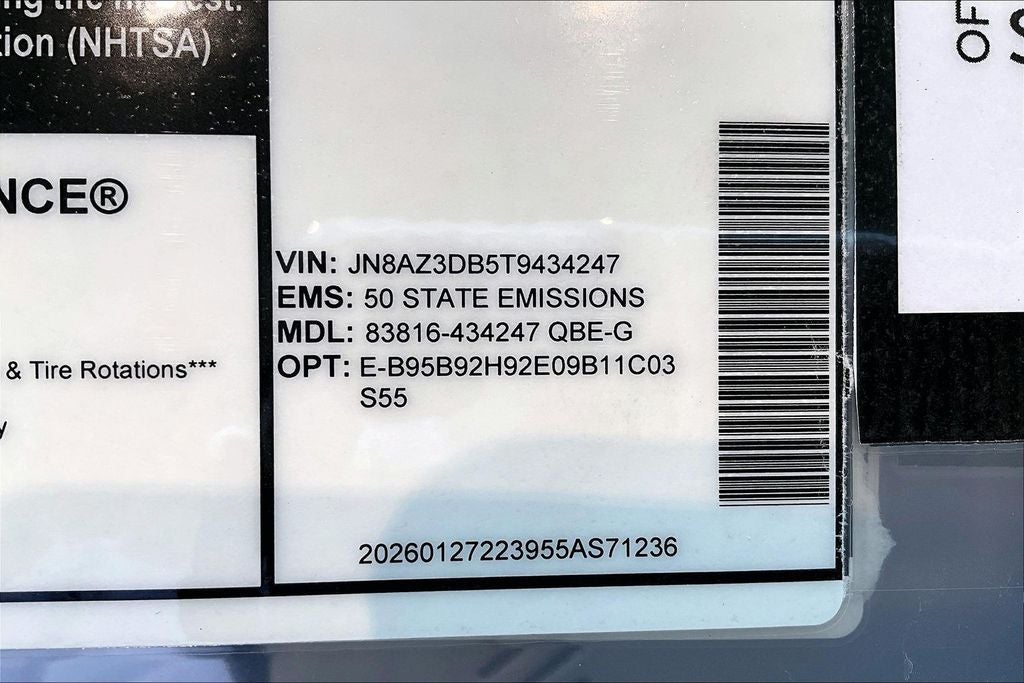 tion (NHTSA)
NCE®
& Tire Rotations***
y
VIN: JN8AZ3DB5T9434247
EMS: 50 STATE EMISSIONS
MDL: 83816-434247 QBE-G
OPT: E-B95B92H92E09B11C03
S55
20260127223955AS71236
OF
S